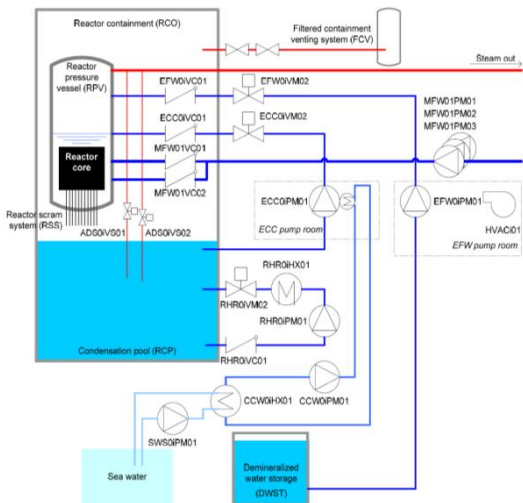 Reactor containment (RCO)
Filtered containment
venting system (FCV)
Steam out
Reactor
pressure
vessel (RPV)
EFW0iVC01
EFW0iVM02
ECC0iVC01
ECC0iVM02
MFW01VC01
MFW01VC02
MFW01PM01
MFW01PM02
MFW01PM03
Reactor
core
Reactor scram
system (RSS)
ADS0iVS01
ADS0iVS02
ECC0iPM01
ECC pump room
EFW0iPM01
HVACi01
EFW pump room
RHR0iHX01
RHR0iVM02
RHR0iPM01
RHR0iVC01
Condensation pool (RCP)
CCW0iHX01
CCW0iPM01
SWS0iPM01
Sea water
Demineralized
water storage
(DWST)